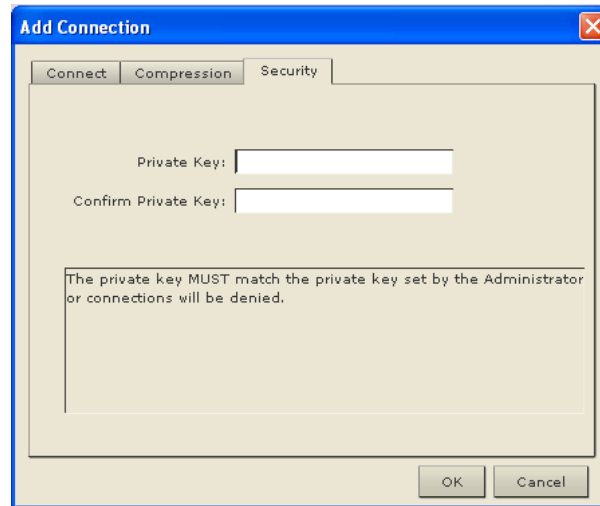 Add Connection
Connect Compression Security
Private Key:
Confirm Private Key:
The private key MUST match the private key set by the Administrator
or connections will be denied.
OK Cancel